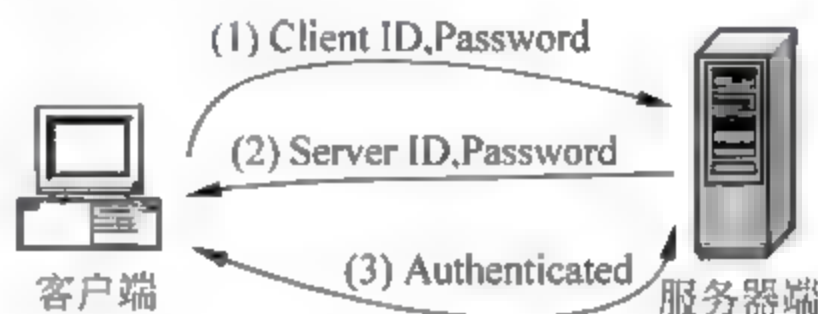 (1) Client ID,Password
(2) Server ID,Password
(3) Authenticated
客户端
服务器端